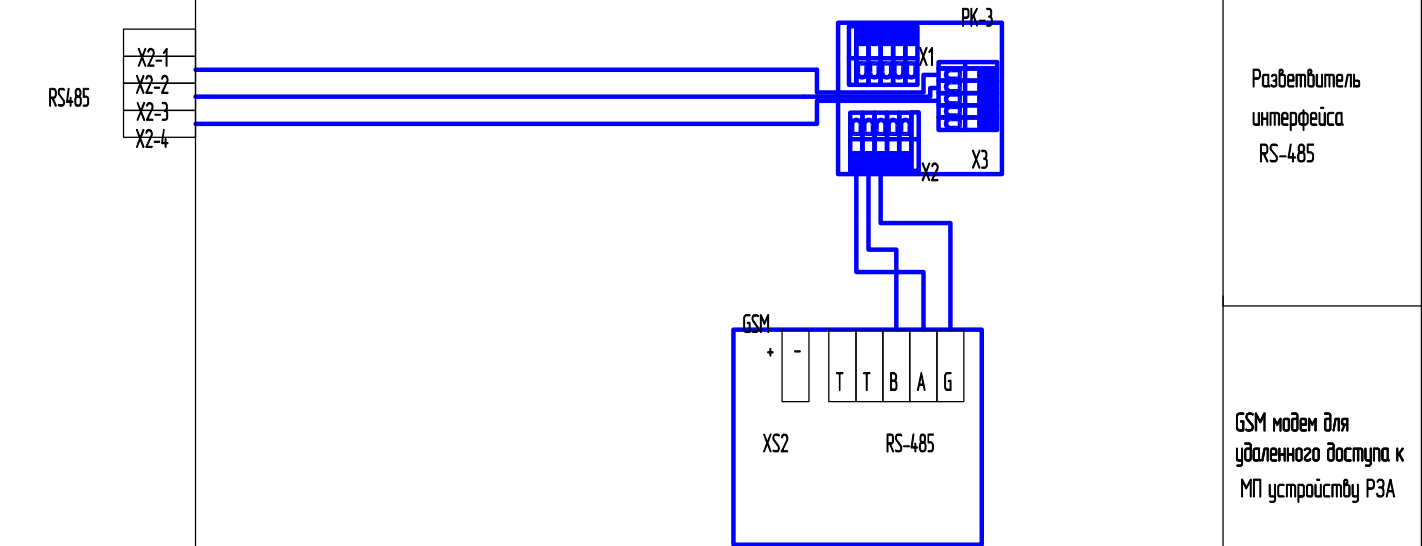 РК-3
X2-1
X1
X2-2
RS485
X2-3
X2-4
X3
X2
Разветвитель
интерфейса
RS-485
GSM
+ -
T T B A G
XS2
RS-485
GSM модем для
удаленного доступа к
МП устройству РЗА